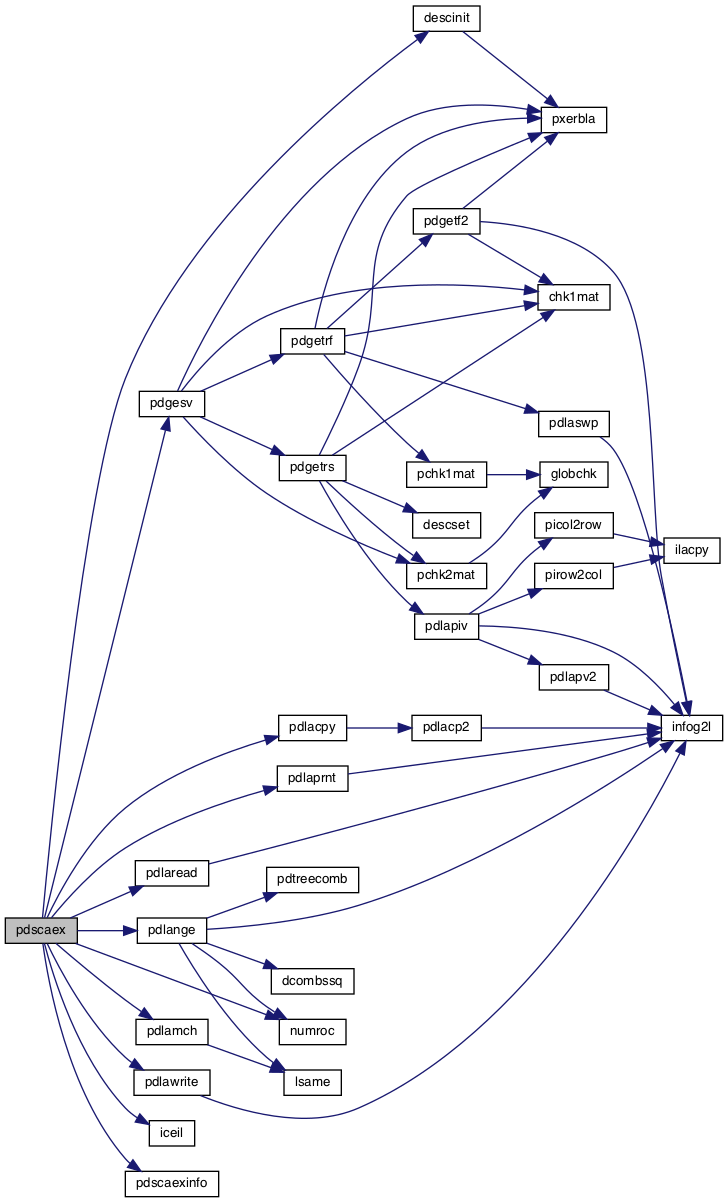 descinit
pxerbla
pdgetf2
chk1mat
pdgetrf
pdgesv
pdlaswp
pdgetrs
pchk1mat
globchk
descset
picol2row
ilacpy
pchk2mat
pirow2col
pdlapiv
pdlapv2
pdlacpy
pdlacp2
infog2l
pdlaprnt
pdlaread
pdtreecomb
pdscaex
pdlange
dcombssq
pdlamch
numroc
pdlawrite
lsame
iceil
pdscaexinfo